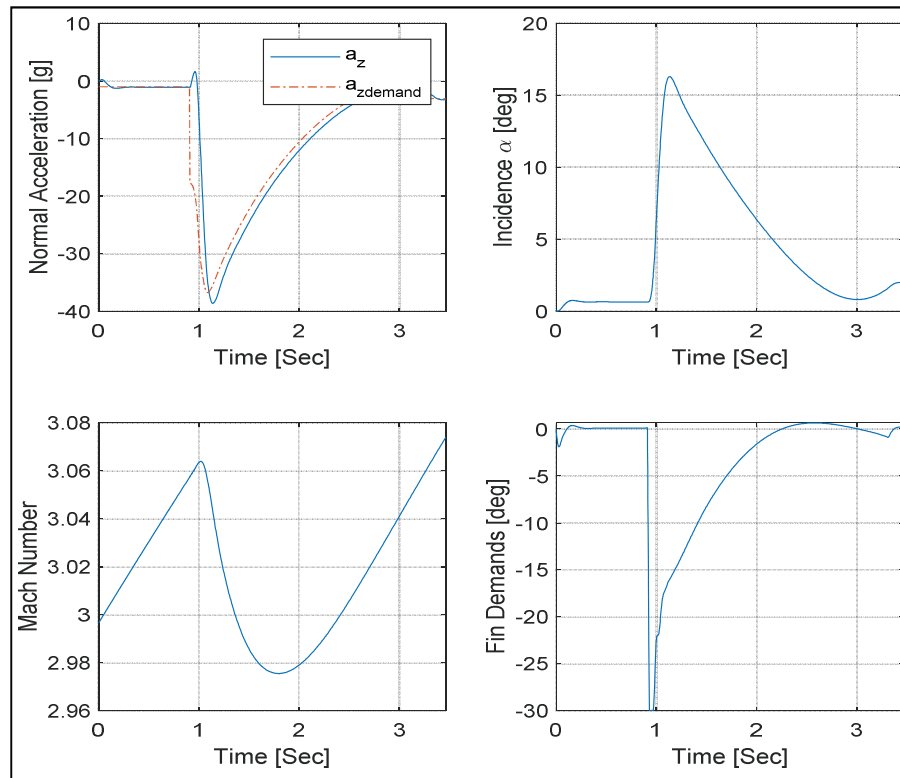 10
0
-10
-20
-30
-40
Normal Acceleration [g]
a_z
a_zdemand
0 1 2 3
Time [Sec]
20
15
10
5
0
Incidence α [deg]
0 1 2 3
Time [Sec]
3.08
3.06
3.04
3.02
3
2.98
2.96
Mach Number
0 1 2 3
Time [Sec]
0
-5
-10
-15
-20
-25
-30
Fin Demands [deg]
0 1 2 3
Time [Sec]